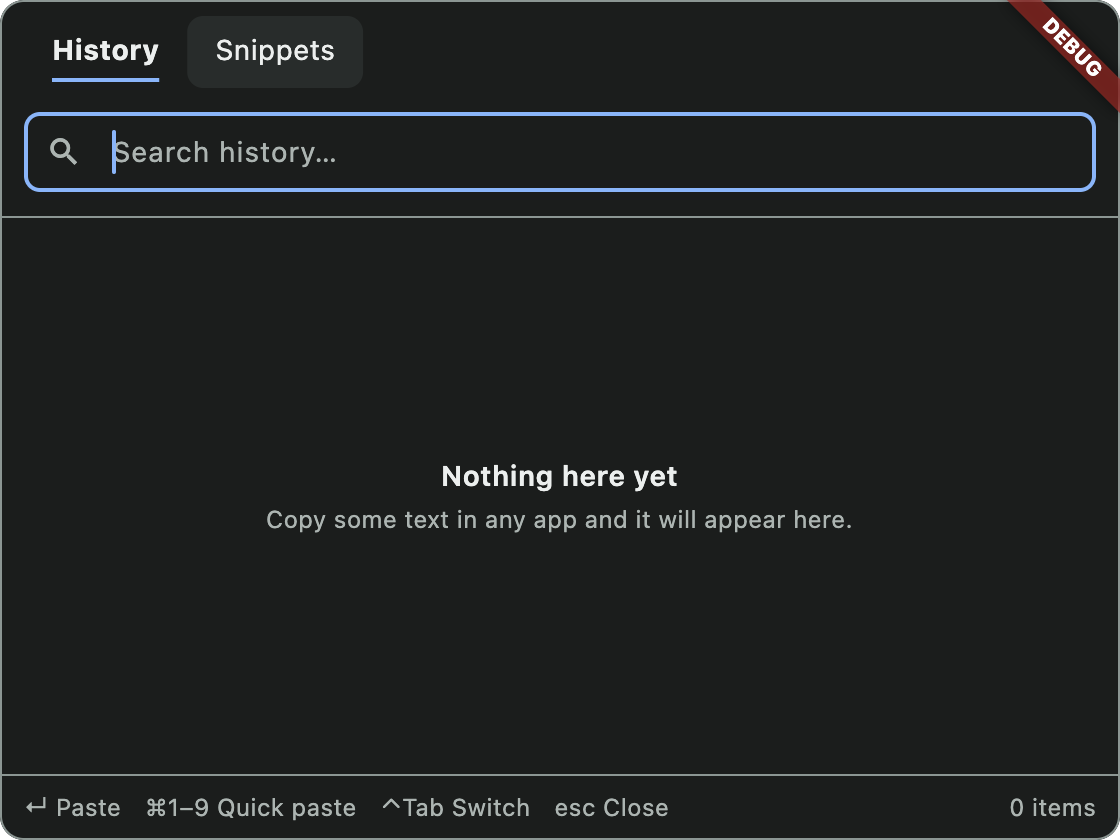 History Snippets
DEBUG
Search history...
Nothing here yet
Copy some text in any app and it will appear here.
↵ Paste ⌘1–9 Quick paste ^Tab Switch esc Close 0 items